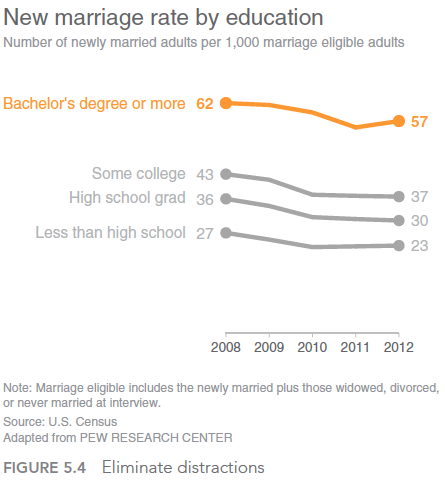 New marriage rate by education
Number of newly married adults per 1,000 marriage eligible adults
Bachelor's degree or more 62
57
Some college 43
37
High school grad 36
30
Less than high school 27
23
2008 2009 2010 2011 2012
Note: Marriage eligible includes the newly married plus those widowed, divorced,
or never married at interview.
Source: U.S. Census
Adapted from PEW RESEARCH CENTER
FIGURE 5.4 Eliminate distractions